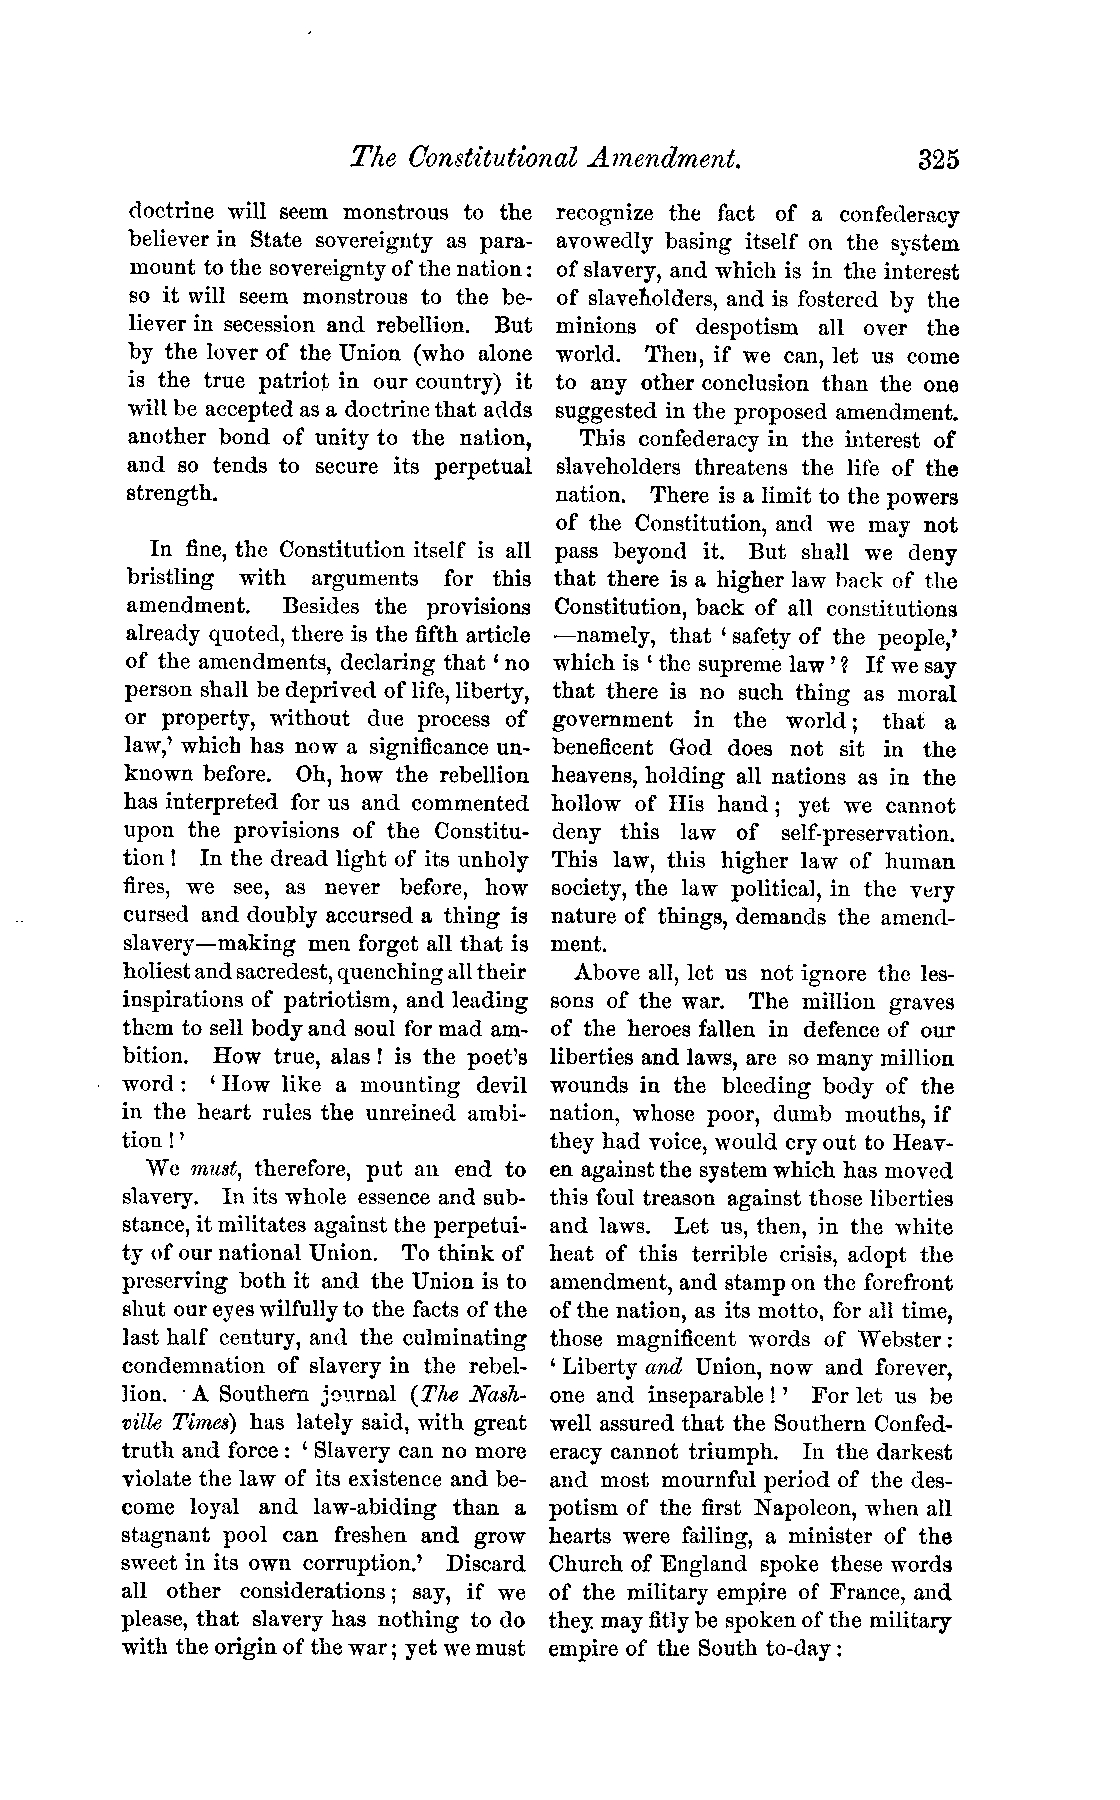 The Constitutional Amendment. 325
doctrine will seem monstrous to the
believer in State sovereignty as para-
mount to the sovereignty of the nation:
so it will seem monstrous to the be-
liever in secession and rebellion. But
by the lover of the Union (who alone
is the true patriot in our country) it
will be accepted as a doctrine that adds
another bond of unity to the nation,
and so tends to secure its perpetual
strength.
In fine, the Constitution itself is all
bristling with arguments for this
amendment. Besides the provisions
already quoted, there is the fifth article
of the amendments, declaring that ‘no
person shall be deprived of life, liberty,
or property, without due process of
law,’ which has now a significance un-
known before. Oh, how the rebellion
has interpreted for us and commented
upon the provisions of the Constitu-
tion! In the dread light of its unholy
fires, we see, as never before, how
cursed and doubly accursed a thing is
slavery—making men forget all that is
holiest and sacredest, quenching all their
inspirations of patriotism, and leading
them to sell body and soul for mad am-
bition. How true, alas! is the poet’s
word: ‘How like a mounting devil
in the heart rules the unreined ambi-
tion!’
We must, therefore, put an end to
slavery. In its whole essence and sub-
stance, it militates against the perpetui-
ty of our national Union. To think of
preserving both it and the Union is to
shut our eyes wilfully to the facts of the
last half century, and the culminating
condemnation of slavery in the rebel-
lion. A Southern journal (The Nash-
ville Times) has lately said, with great
truth and force: ‘Slavery can no more
violate the law of its existence and be-
come loyal and law-abiding than a
stagnant pool can freshen and grow
sweet in its own corruption.’ Discard
all other considerations; say, if we
please, that slavery has nothing to do
with the origin of the war; yet we must
recognize the fact of a confederacy
avowedly basing itself on the system
of slavery, and which is in the interest
of slaveholders, and is fostered by the
minions of despotism all over the
world. Then, if we can, let us come
to any other conclusion than the one
suggested in the proposed amendment.
This confederacy in the interest of
slaveholders threatens the life of the
nation. There is a limit to the powers
of the Constitution, and we may not
pass beyond it. But shall we deny
that there is a higher law back of the
Constitution, back of all constitutions
—namely, that ‘safety of the people,’
which is ‘the supreme law’? If we say
that there is no such thing as moral
government in the world; that a
beneficent God does not sit in the
heavens, holding all nations as in the
hollow of His hand; yet we cannot
deny this law of self-preservation.
This law, this higher law of human
society, the law political, in the very
nature of things, demands the amend-
ment.
Above all, let us not ignore the les-
sons of the war. The million graves
of the heroes fallen in defence of our
liberties and laws, are so many million
wounds in the bleeding body of the
nation, whose poor, dumb mouths, if
they had voice, would cry out to Heav-
en against the system which has moved
this foul treason against those liberties
and laws. Let us, then, in the white
heat of this terrible crisis, adopt the
amendment, and stamp on the forefront
of the nation, as its motto, for all time,
those magnificent words of Webster:
‘Liberty and Union, now and forever,
one and inseparable!’ For let us be
well assured that the Southern Confed-
eracy cannot triumph. In the darkest
and most mournful period of the des-
potism of the first Napoleon, when all
hearts were failing, a minister of the
Church of England spoke these words
of the military empire of France, and
they may fitly be spoken of the military
empire of the South to-day: